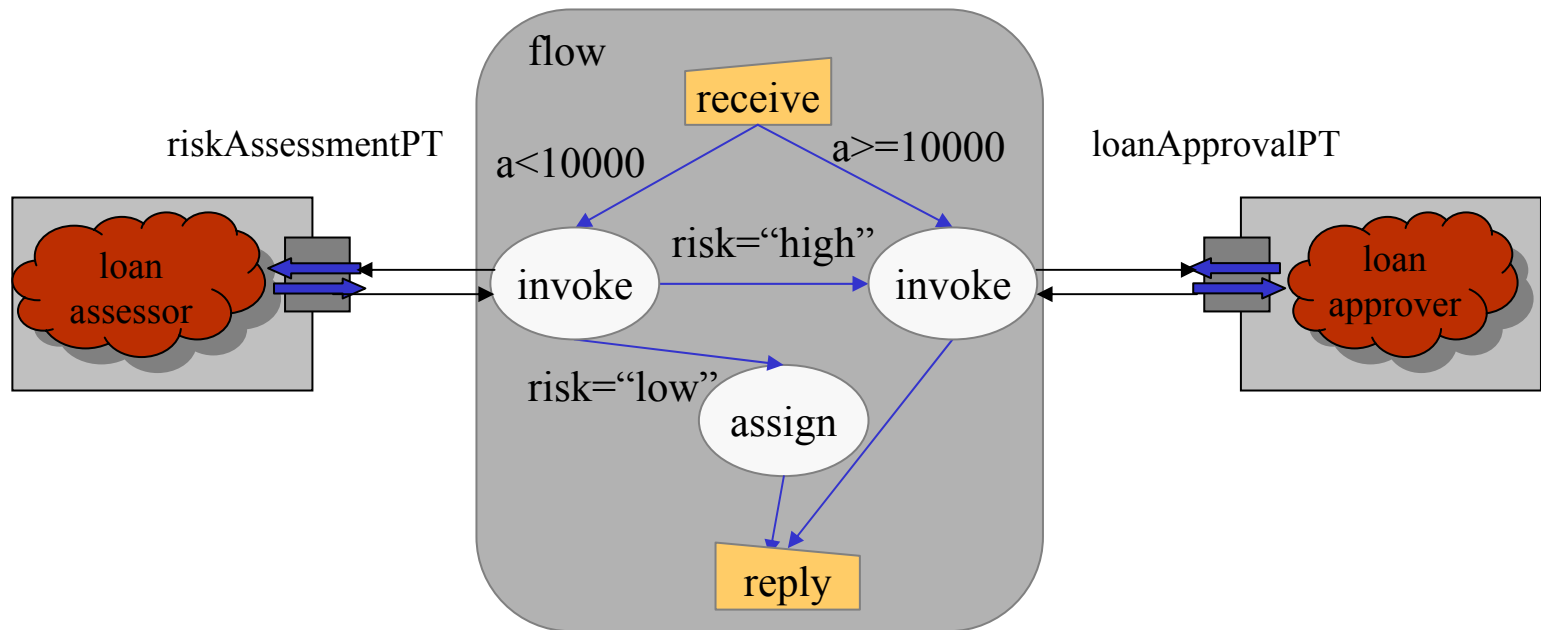 flow
receive
riskAssessmentPT
a<10000
a>=10000
loanApprovalPT
loan
assessor
invoke
risk=“high”
invoke
loan
approver
risk=“low”
assign
reply